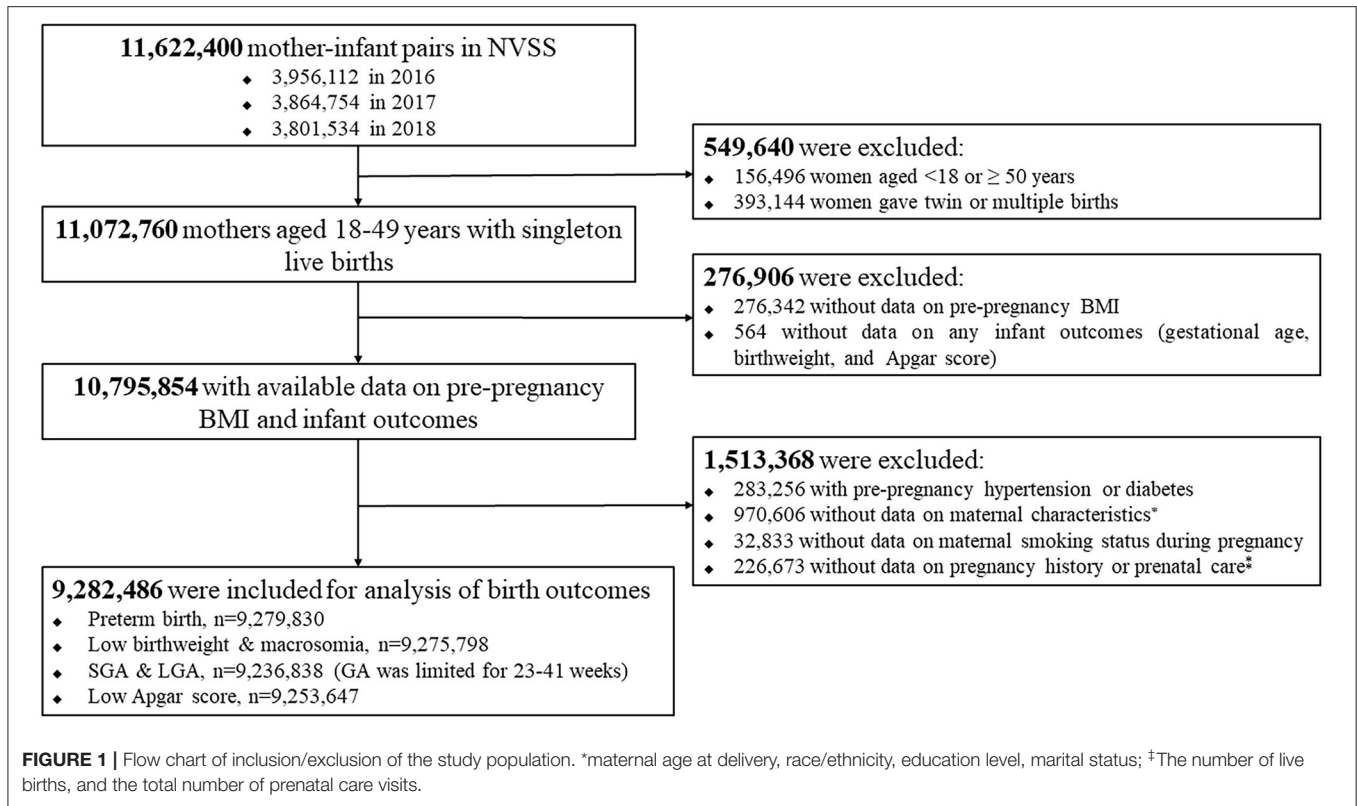 11,622,400 mother-infant pairs in NVSS
◆ 3,956,112 in 2016
◆ 3,864,754 in 2017
◆ 3,801,534 in 2018
549,640 were excluded:
◆ 156,496 women aged <18 or ≥ 50 years
◆ 393,144 women gave twin or multiple births
11,072,760 mothers aged 18-49 years with singleton
live births
276,906 were excluded:
◆ 276,342 without data on pre-pregnancy BMI
◆ 564 without data on any infant outcomes (gestational age,
birthweight, and Apgar score)
10,795,854 with available data on pre-pregnancy
BMI and infant outcomes
1,513,368 were excluded:
◆ 283,256 with pre-pregnancy hypertension or diabetes
◆ 970,606 without data on maternal characteristics*
◆ 32,833 without data on maternal smoking status during pregnancy
◆ 226,673 without data on pregnancy history or prenatal care‡
9,282,486 were included for analysis of birth outcomes
◆ Preterm birth, n=9,279,830
◆ Low birthweight & macrosomia, n=9,275,798
◆ SGA & LGA, n=9,236,838 (GA was limited for 23-41 weeks)
◆ Low Apgar score, n=9,253,647
FIGURE 1 | Flow chart of inclusion/exclusion of the study population. *maternal age at delivery, race/ethnicity, education level, marital status; ‡The number of live
births, and the total number of prenatal care visits.